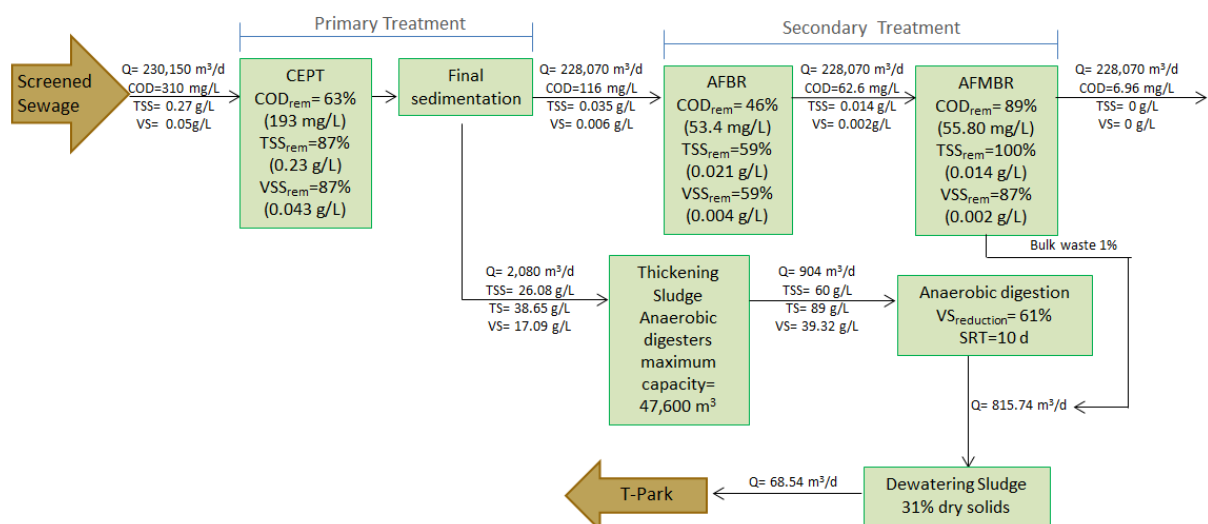 Primary Treatment
Secondary Treatment
Screened
Sewage
Q= 230,150 m³/d
COD=310 mg/L
TSS= 0.27 g/L
VS= 0.05g/L
CEPT
CODrem= 63%
(193 mg/L)
TSSrem=87%
(0.23 g/L)
VSSrem=87%
(0.043 g/L)
Final
sedimentation
Q= 228,070 m³/d
COD=116 mg/L
TSS= 0.035 g/L
VS= 0.006 g/L
AFBR
CODrem= 46%
(53.4 mg/L)
TSSrem=59%
(0.021 g/L)
VSSrem=59%
(0.004 g/L)
Q= 228,070 m³/d
COD=62.6 mg/L
TSS= 0.014 g/L
VS= 0.002g/L
AFMBR
CODrem= 89%
(55.80 mg/L)
TSSrem=100%
(0.014 g/L)
VSSrem=87%
(0.002 g/L)
Q= 228,070 m³/d
COD=6.96 mg/L
TSS= 0 g/L
VS= 0 g/L
Bulk waste 1%
Q= 2,080 m³/d
TSS= 26.08 g/L
TS= 38.65 g/L
VS= 17.09 g/L
Thickening
Sludge
Anaerobic
digesters
maximum
capacity=
47,600 m³
Q= 904 m³/d
TSS= 60 g/L
TS= 89 g/L
VS= 39.32 g/L
Anaerobic digestion
VSreduction= 61%
SRT=10 d
Q= 815.74 m³/d
Dewatering Sludge
31% dry solids
Q= 68.54 m³/d
T-Park